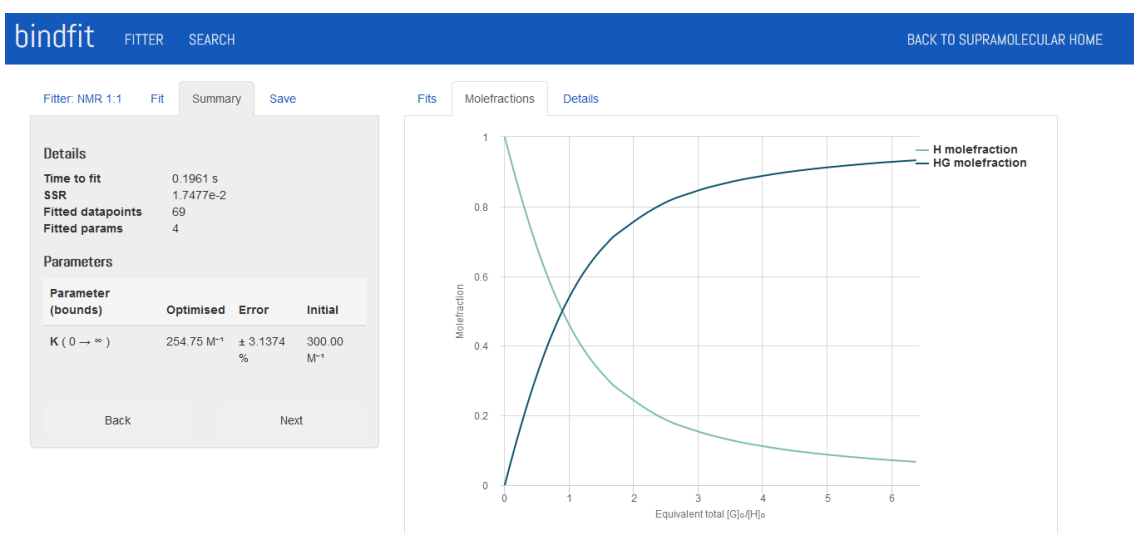 bindfit FITTER SEARCH BACK TO SUPRAMOLECULAR HOME
Fitter: NMR 1:1 Fit Summary Save
Details
Time to fit 0.1961 s
SSR 1.7477e-2
Fitted datapoints 69
Fitted params 4
Parameters
Parameter
(bounds) Optimised Error Initial
K ( 0 → ∞ ) 254.75 M⁻¹ ± 3.1374 300.00
% M⁻¹
Back Next
Fits Molefractions Details
H molefraction
HG molefraction
1
0.8
0.6
0.4
0.2
0
Molefraction
0 1 2 3 4 5 6
Equivalent total [G]₀/[H]₀